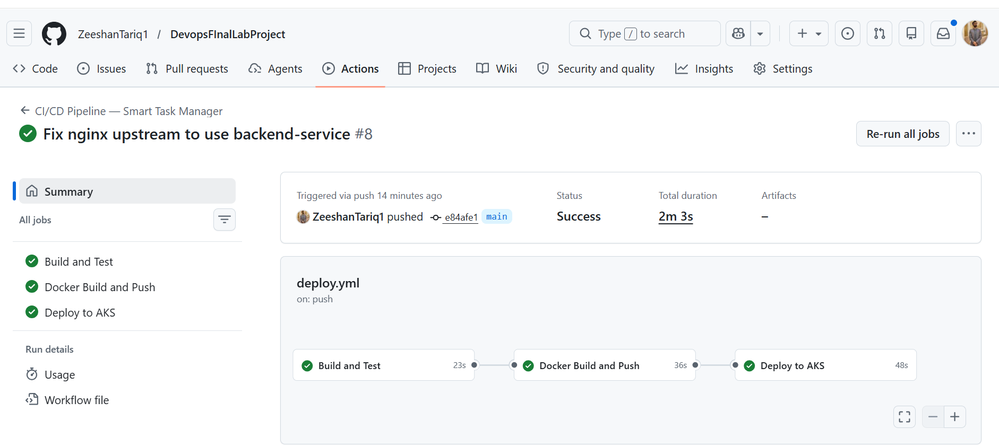 ZeeshanTariq1 / DevopsFInalLabProject
Type / to search
Code
Issues
Pull requests
Agents
Actions
Projects
Wiki
Security and quality
Insights
Settings
CI/CD Pipeline — Smart Task Manager
Fix nginx upstream to use backend-service #8
Re-run all jobs
Summary
All jobs
Build and Test
Docker Build and Push
Deploy to AKS
Run details
Usage
Workflow file
Triggered via push 14 minutes ago
ZeeshanTariq1 pushed e84afe1 main
Status
Success
Total duration
2m 3s
Artifacts
–
deploy.yml
on: push
Build and Test 23s
Docker Build and Push 36s
Deploy to AKS 48s